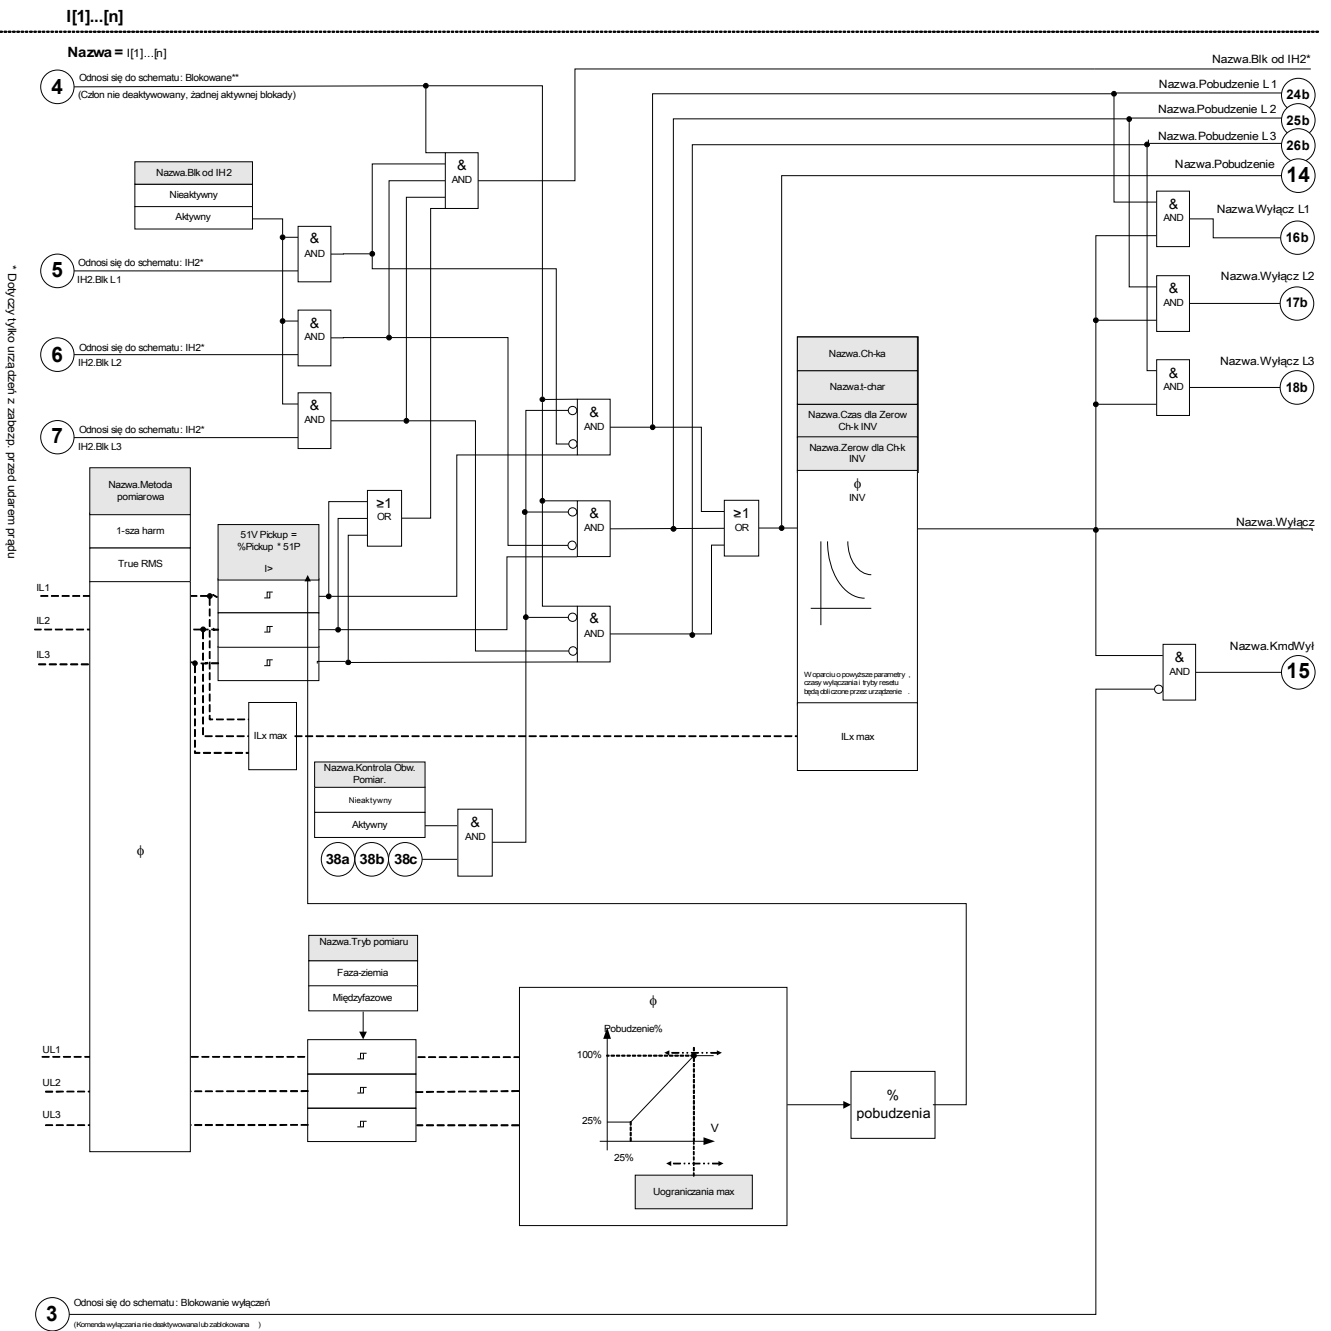 I[1]...[n]
Nazwa = I[1]...[n]
4
Odnosi się do schematu: Blokowane**
(Człon nie deaktywowany, żadnej aktywnej blokady)
Nazwa.Blk od IH2*
Nazwa.Pobudzenie L1
24b
Nazwa.Pobudzenie L2
25b
Nazwa.Pobudzenie L3
26b
Nazwa.Pobudzenie
14
Nazwa.Blk od IH2
Nieaktywny
Aktywny
&
AND
&
AND
Nazwa.Wyłącz L1
16b
5
Odnosi się do schematu: IH2*
IH2.Blk L1
&
AND
&
AND
Nazwa.Wyłącz L2
17b
6
Odnosi się do schematu: IH2*
IH2.Blk L2
&
AND
&
AND
Nazwa.Wyłącz L3
18b
7
Odnosi się do schematu: IH2*
IH2.Blk L3
&
AND
* Dotyczy tylko urządzeń z zabezp. przed udarem prądu
Nazwa.Ch-ka
Nazwa.t-char
Nazwa.Czas dla Zerow
Ch-k INV
Nazwa.Zerow dla Ch-k
INV
ϕ
INV
W oparciu o powyższe parametry ,
czasy wyłączania i tryby resetu
będą obliczone przez urządzenie .
ILx max
&
AND
&
AND
&
AND
≥1
OR
≥1
OR
Nazwa.Wyłącz
Nazwa.Metoda
pomiarowa
1-sza harm
True RMS
ϕ
51V Pickup =
%Pickup * 51P
I>
IL1
IL2
IL3
ILx max
&
AND
Nazwa.KmdWył
15
Nazwa.Kontrola Obw.
Pomiar.
Nieaktywny
Aktywny
&
AND
38a
38b
38c
Nazwa.Tryb pomiaru
Faza-ziemia
Międzyfazowe
UL1
UL2
UL3
ϕ
Pobudzenie%
100%
25%
V
25%
Uograniczania max
%
pobudzenia
3
Odnosi się do schematu: Blokowanie wyłączeń
(Komenda wyłączania nie deaktywowana lub zablokowana )